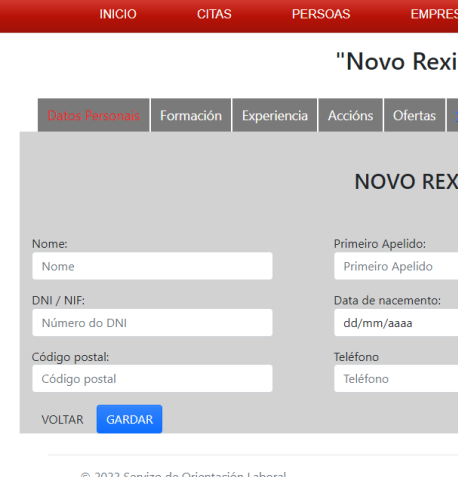 INICIO CITAS PERSOAS EMPRES
"Novo Rexi
Datos Personais Formación Experiencia Accións Ofertas
NOVO REX
Nome: Primeiro Apelido:
Nome Primeiro Apelido
DNI / NIF: Data de nacemento:
Número do DNI dd/mm/aaaa
Código postal: Teléfono
Código postal Teléfono
VOLTAR GARDAR
© 2022 Servizo de Orientación Laboral